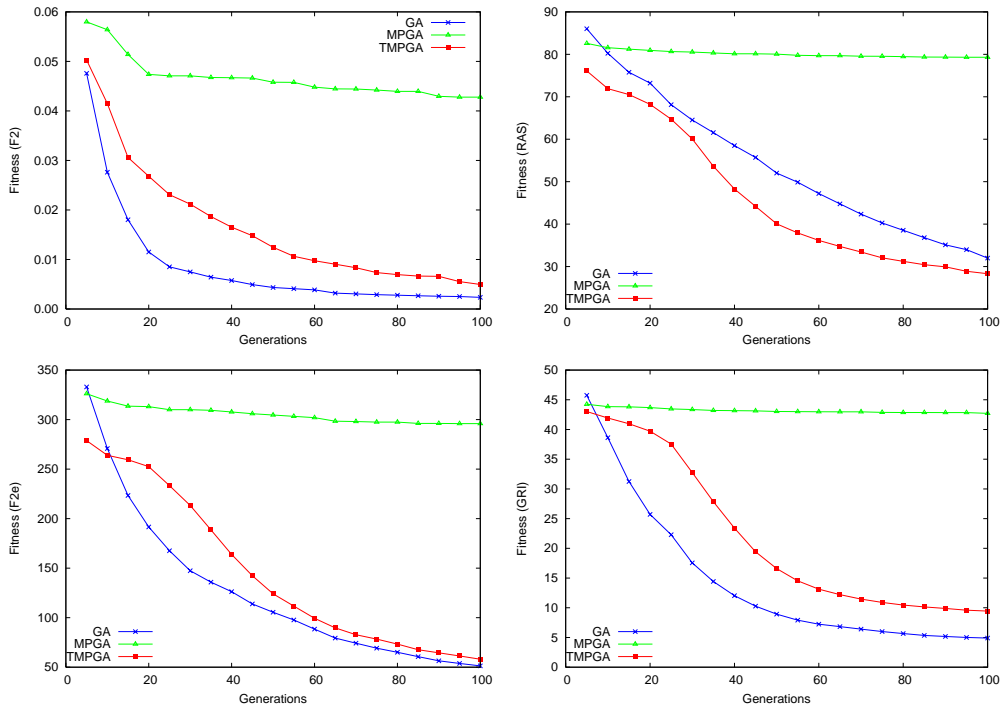 Fitness (F2)
0.06
0.05
0.04
0.03
0.02
0.01
0.00
GA
MPGA
TMPGA
0 20 40 60 80 100
Generations
Fitness (RAS)
90
80
70
60
50
40
30
20
GA
MPGA
TMPGA
0 20 40 60 80 100
Generations
Fitness (F2e)
350
300
250
200
150
100
50
GA
MPGA
TMPGA
0 20 40 60 80 100
Generations
Fitness (GRI)
50
45
40
35
30
25
20
15
10
5
0
GA
MPGA
TMPGA
0 20 40 60 80 100
Generations